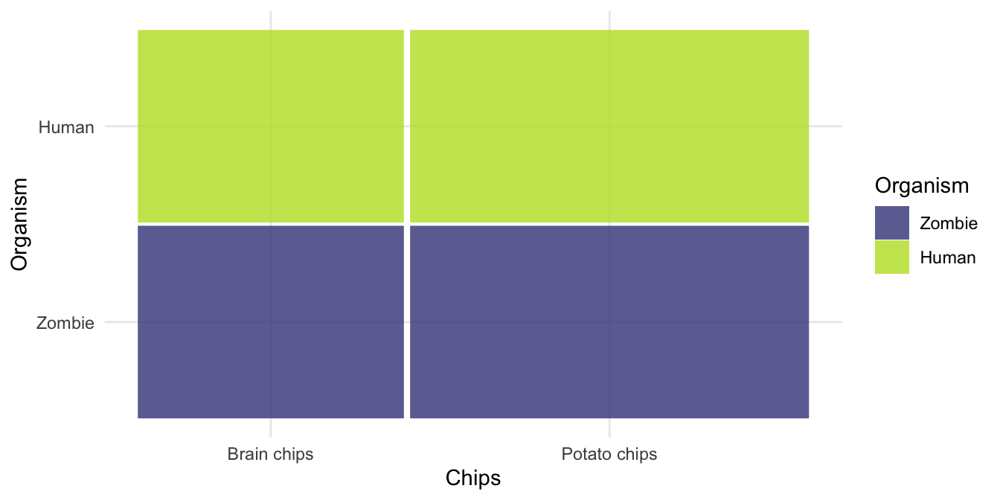 Human
Zombie
Organism
Brain chips
Potato chips
Chips
Organism
Zombie
Human